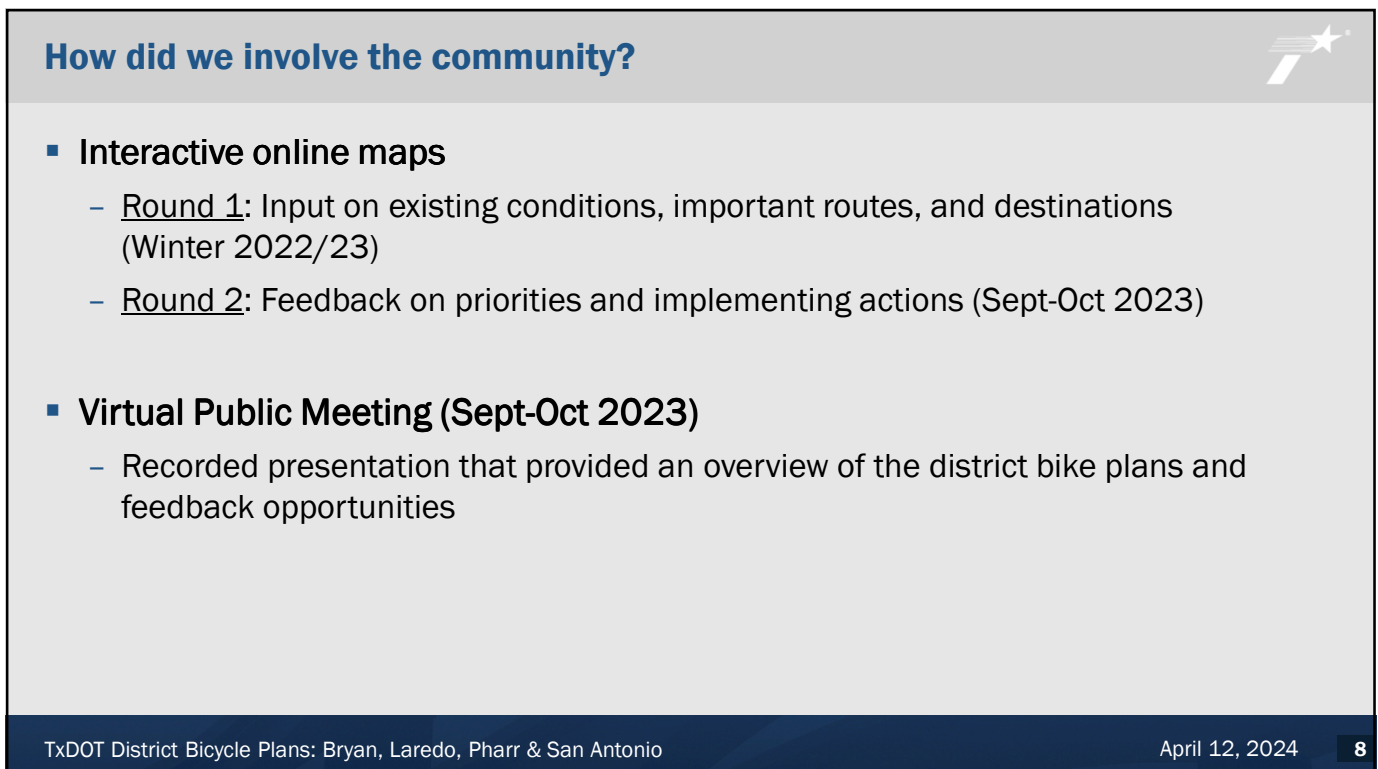 How did we involve the community?
▪ Interactive online maps
– Round 1: Input on existing conditions, important routes, and destinations
(Winter 2022/23)
– Round 2: Feedback on priorities and implementing actions (Sept-Oct 2023)
▪ Virtual Public Meeting (Sept-Oct 2023)
– Recorded presentation that provided an overview of the district bike plans and
feedback opportunities
TxDOT District Bicycle Plans: Bryan, Laredo, Pharr & San Antonio
April 12, 2024
8